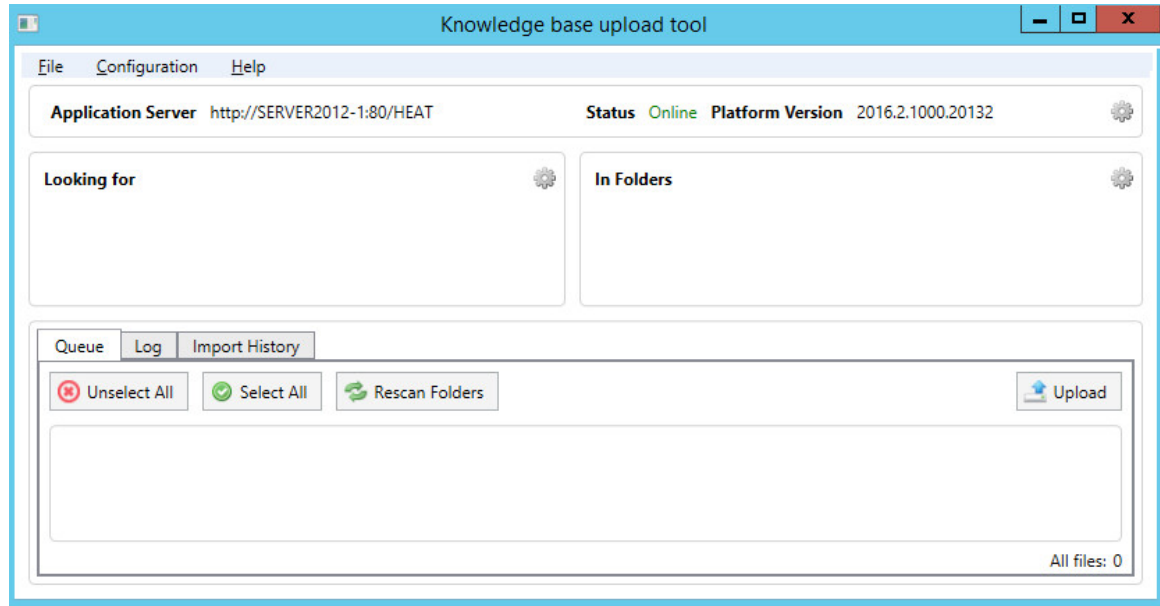 Knowledge base upload tool
File Configuration Help
Application Server http://SERVER2012-1:80/HEAT Status Online Platform Version 2016.2.1000.20132
Looking for In Folders
Queue Log Import History
Unselect All Select All Rescan Folders Upload
All files: 0